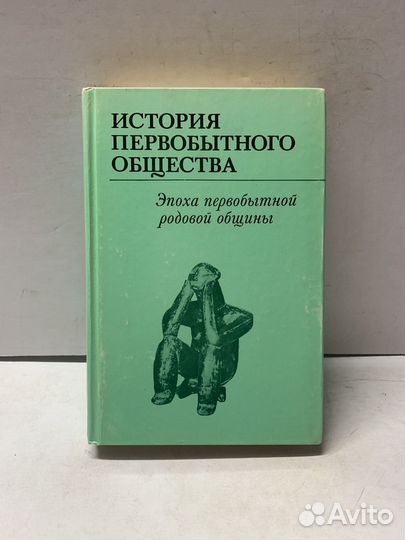 ИСТОРИЯ
ПЕРВОБЫТНОГО
ОБЩЕСТВА
Эпоха первобытной
родовой общины
Avito